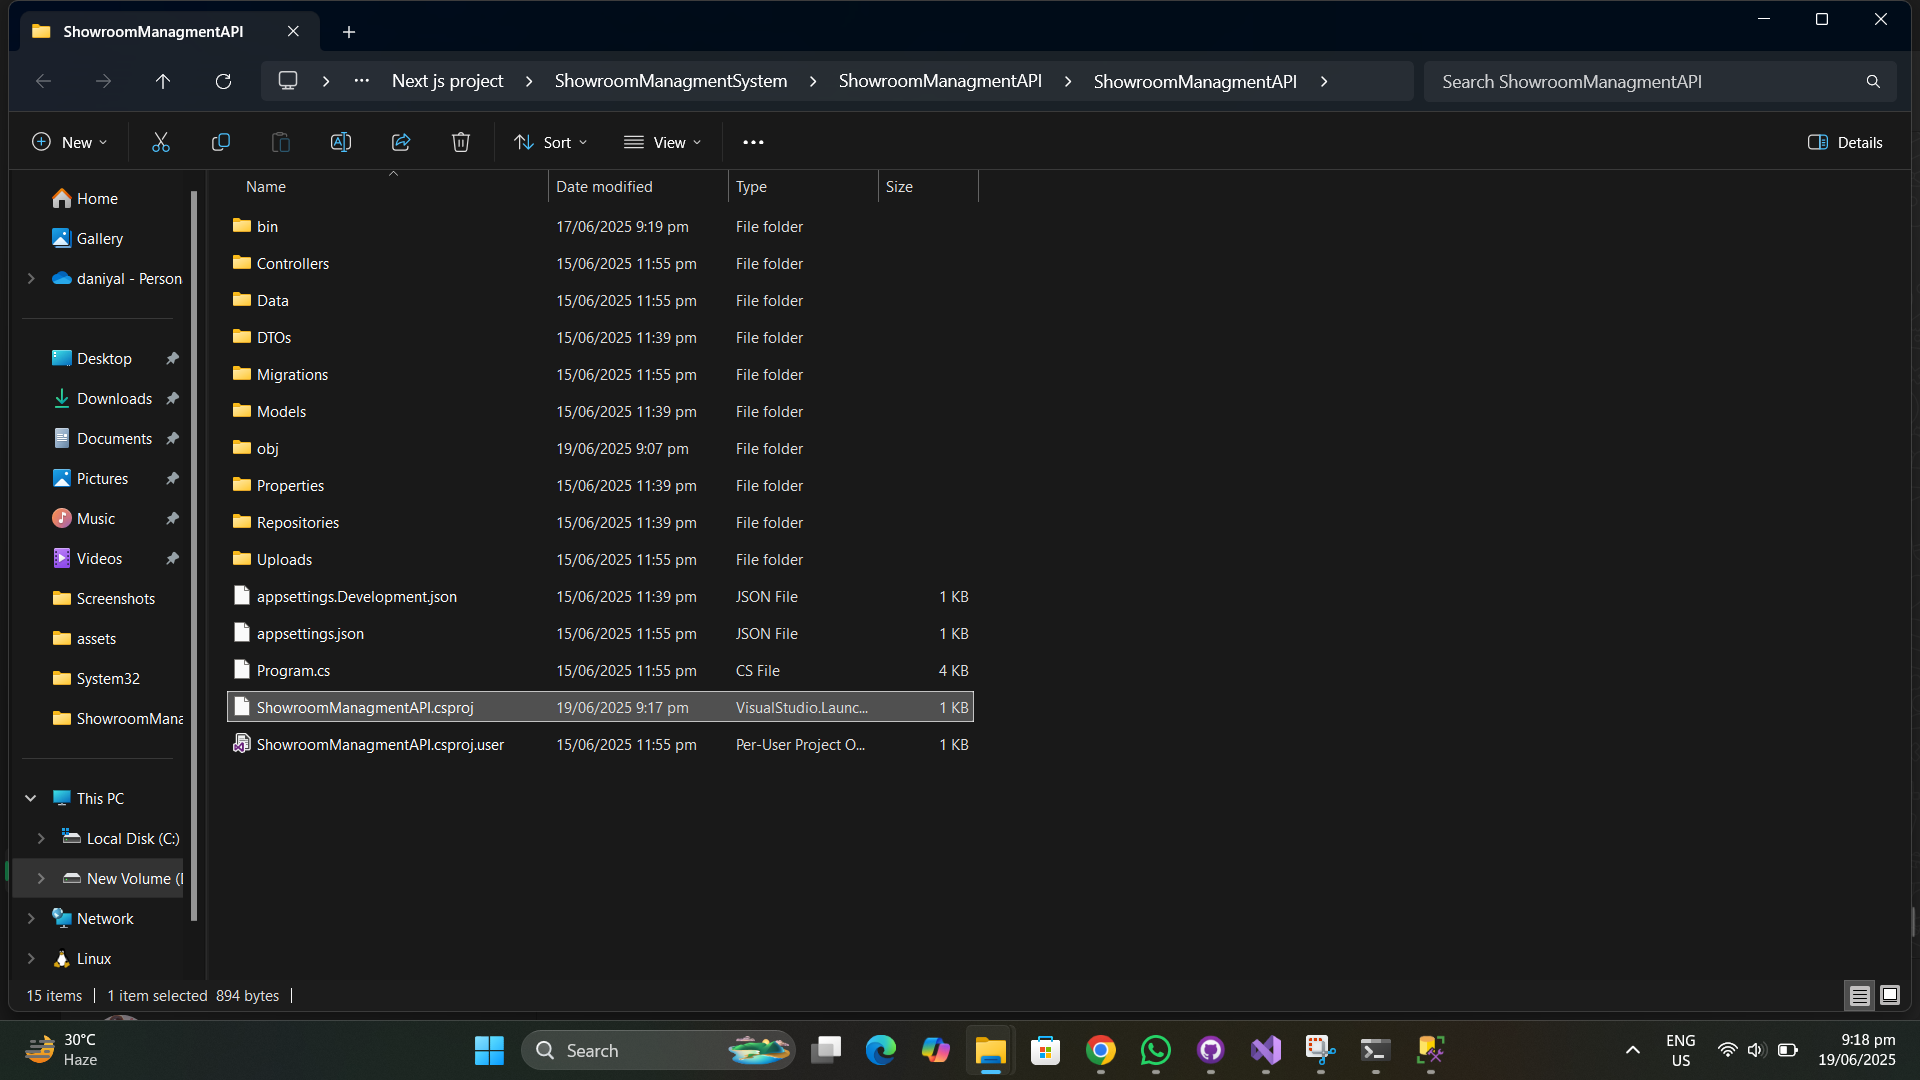 ShowroomManagmentAPI
Next js project
ShowroomManagmentSystem
ShowroomManagmentAPI
ShowroomManagmentAPI
Search ShowroomManagmentAPI
New
Sort
View
Details
Name Date modified Type Size
Home
Gallery
daniyal - Person
Desktop
Downloads
Documents
Pictures
Music
Videos
Screenshots
assets
System32
ShowroomMana
This PC
Local Disk (C:)
New Volume (
Network
Linux
bin 17/06/2025 9:19 pm File folder
Controllers 15/06/2025 11:55 pm File folder
Data 15/06/2025 11:55 pm File folder
DTOs 15/06/2025 11:39 pm File folder
Migrations 15/06/2025 11:55 pm File folder
Models 15/06/2025 11:39 pm File folder
obj 19/06/2025 9:07 pm File folder
Properties 15/06/2025 11:39 pm File folder
Repositories 15/06/2025 11:39 pm File folder
Uploads 15/06/2025 11:55 pm File folder
appsettings.Development.json 15/06/2025 11:39 pm JSON File 1 KB
appsettings.json 15/06/2025 11:55 pm JSON File 1 KB
Program.cs 15/06/2025 11:55 pm CS File 4 KB
ShowroomManagmentAPI.csproj 19/06/2025 9:17 pm VisualStudio.Launc... 1 KB
ShowroomManagmentAPI.csproj.user 15/06/2025 11:55 pm Per-User Project O... 1 KB
15 items 1 item selected 894 bytes
30°C
Haze
Search
ENG
US
9:18 pm
19/06/2025